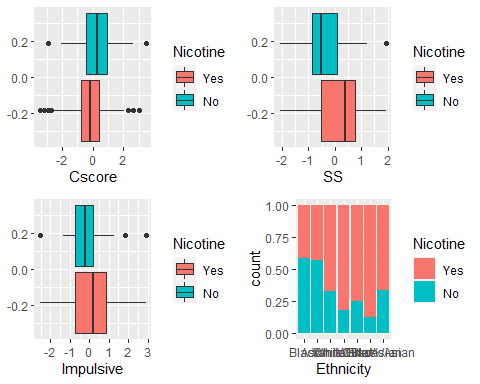 0.2
0.0
-0.2
-2
0
2
Cscore
Nicotine
Yes
No
0.2
0.0
-0.2
-2
-1
0
1
2
SS
Nicotine
Yes
No
0.2
0.0
-0.2
-2
-1
0
1
2
3
Impulsive
Nicotine
Yes
No
1.00
0.75
0.50
0.25
0.00
count
Ethnicity
Nicotine
Yes
No